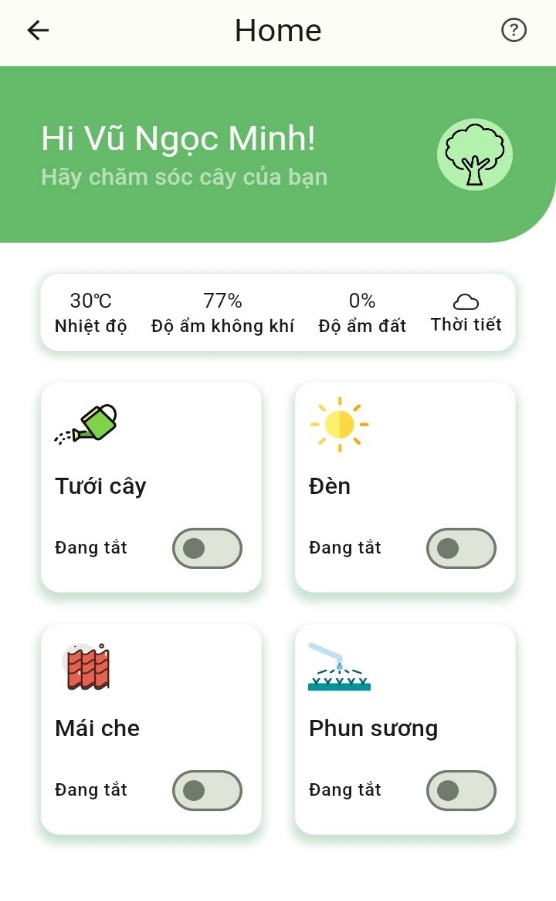 Home
?
Hi Vũ Ngọc Minh!
Hãy chăm sóc cây của bạn
30℃ 77% 0%
Nhiệt độ Độ ẩm không khí Độ ẩm đất Thời tiết
Tưới cây
Đang tắt
Đèn
Đang tắt
Mái che
Đang tắt
Phun sương
Đang tắt